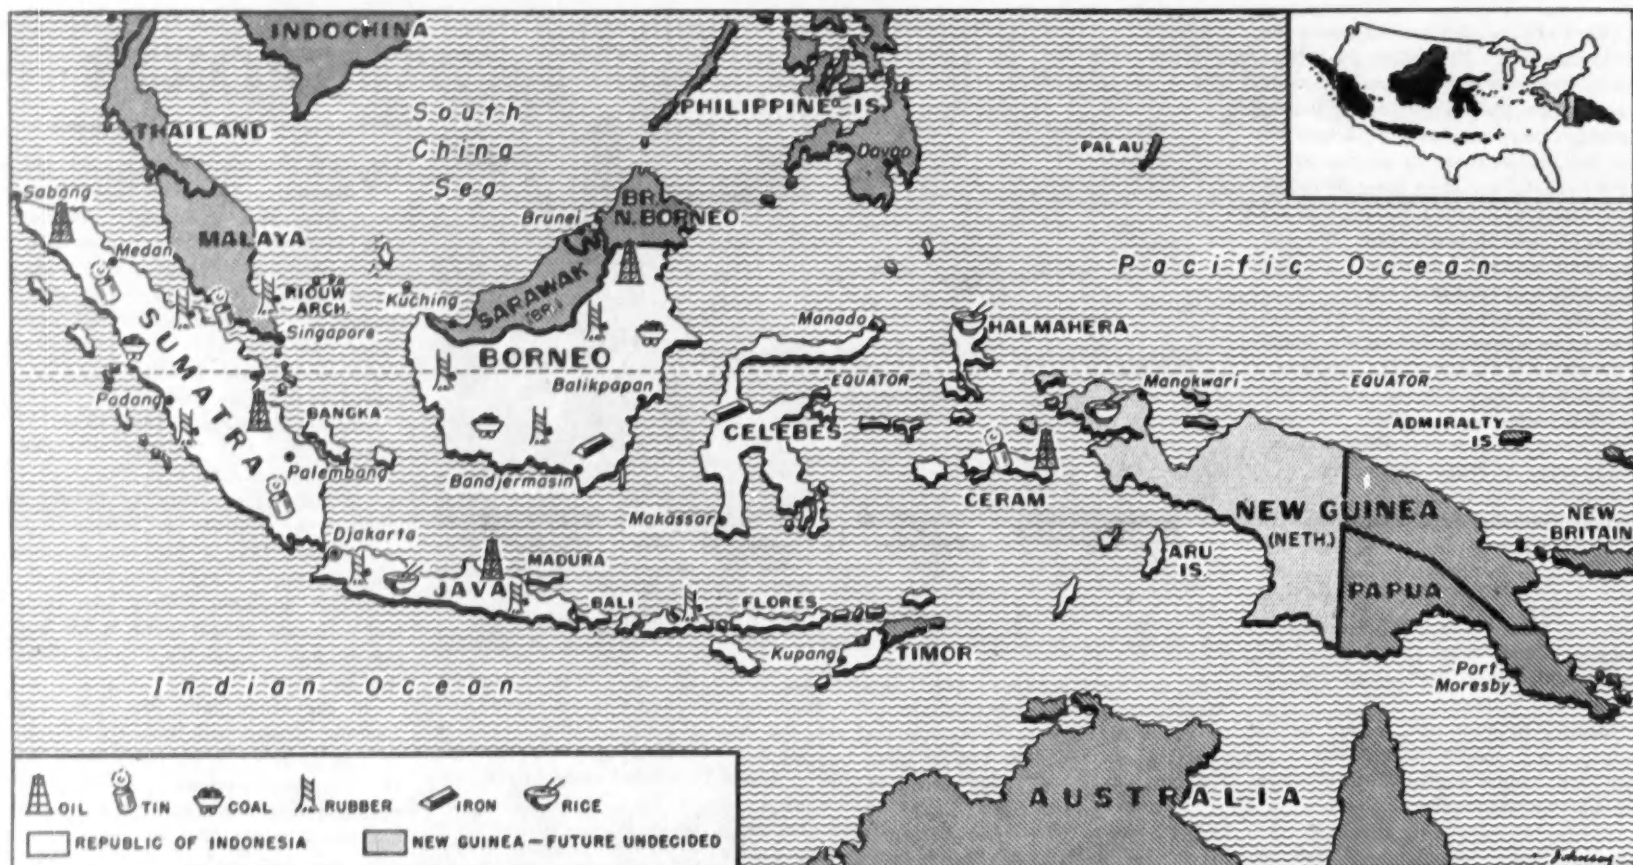 INDOCHINA
THAILAND
South
China
Sea
PHILIPPINE IS.
Davao
PALAU
Sabang
Medan
MALAYA
RIOUW
ARCH.
Singapore
Kuching
Brunei
BR.
N. BORNEO
SARAWAK
(BR.)
BORNEO
Pacific Ocean
Manado
HALMAHERA
SUMATRA
Padang
BANGKA
Palembang
Balikpapan
Bandjermasin
EQUATOR
Manokwari
EQUATOR
ADMIRALTY
IS.
CELEBES
CERAM
Makassar
NEW GUINEA
(NETH.)
NEW
BRITAIN
Djakarta
MADURA
JAVA
BALI
FLORES
ARU
IS.
PAPUA
Kupang
TIMOR
Port
Moresby
Indian Ocean
AUSTRALIA
OIL TIN COAL RUBBER IRON RICE
REPUBLIC OF INDONESIA NEW GUINEA—FUTURE UNDECIDED
Johnson